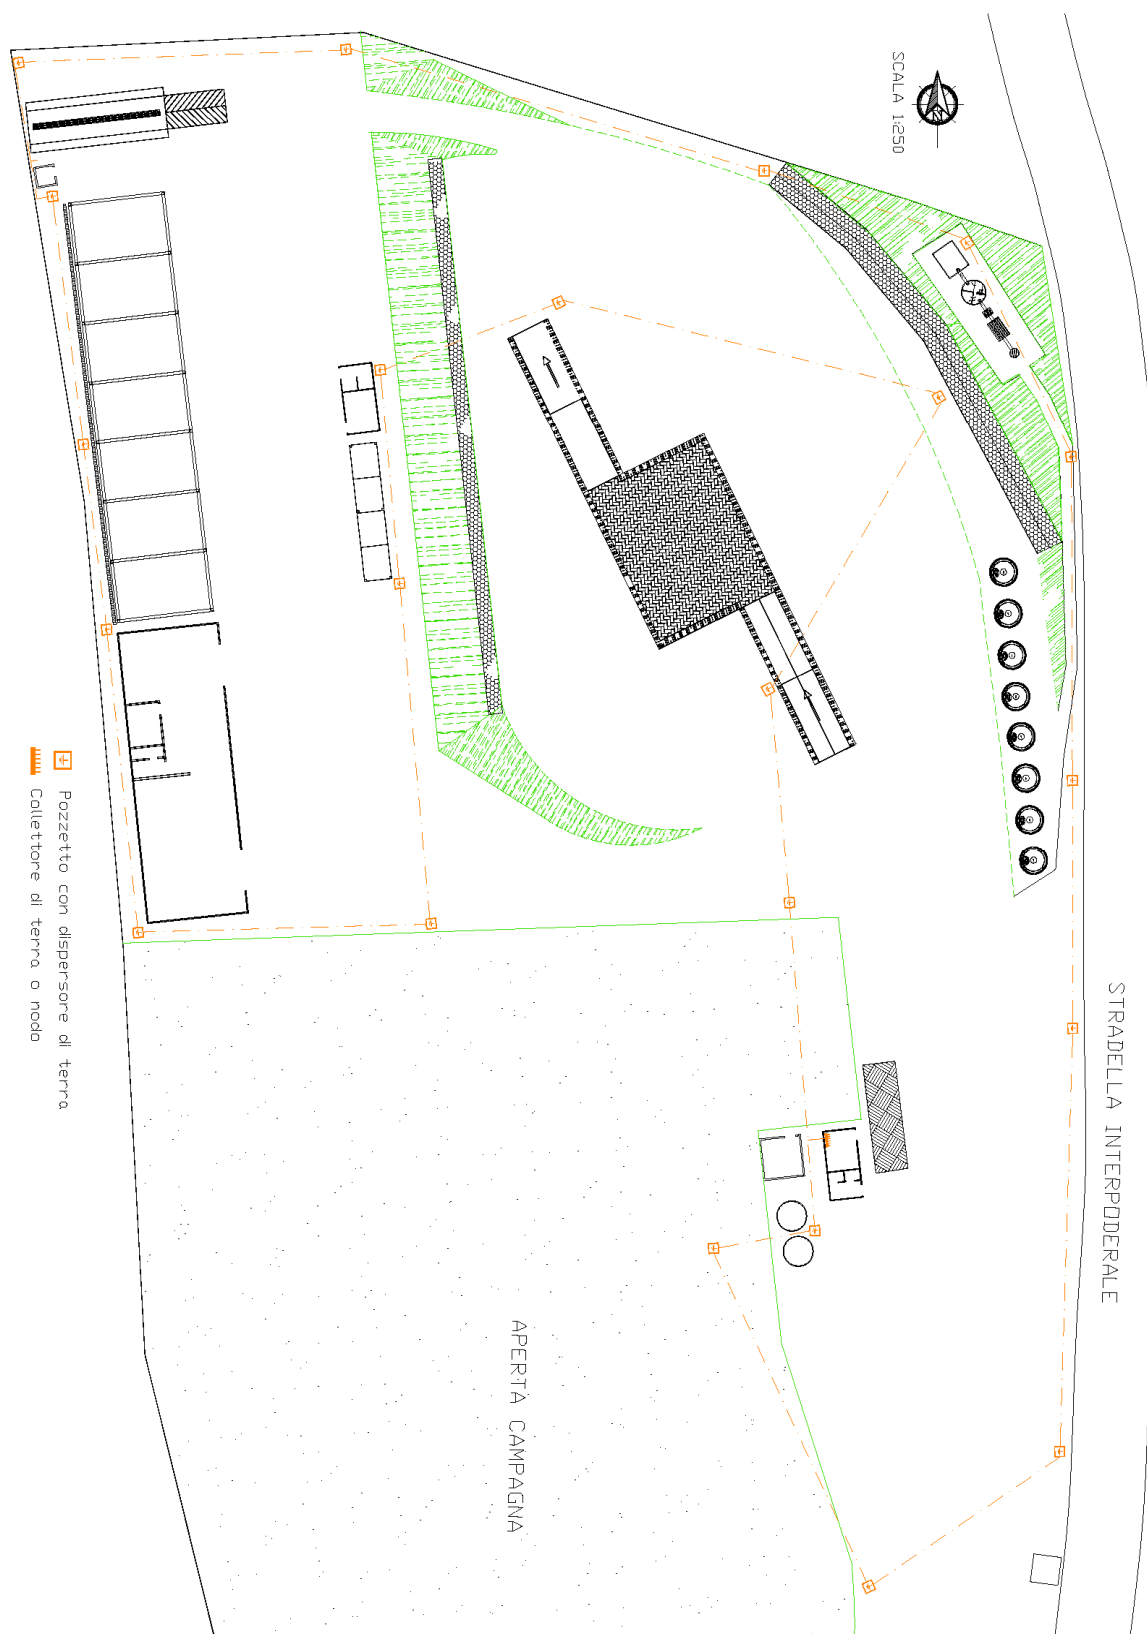 SCALA 1:250
N
STRADELLA INTERPODERALE
APERTA CAMPAGNA
Pozzetto con dispersore di terra
Collettore di terra o nodo